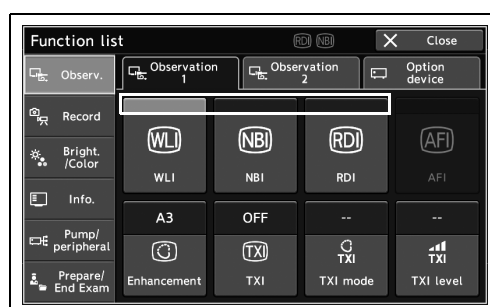 Function list RDI NBI X Close
Observ.
Observation 1
Observation 2
Option device
Record
Bright. /Color
Info.
Pump/ peripheral
Prepare/ End Exam
WLI NBI RDI AFI
WLI NBI RDI AFI
A3 OFF -- --
TXI TXI TXI
Enhancement TXI TXI mode TXI level